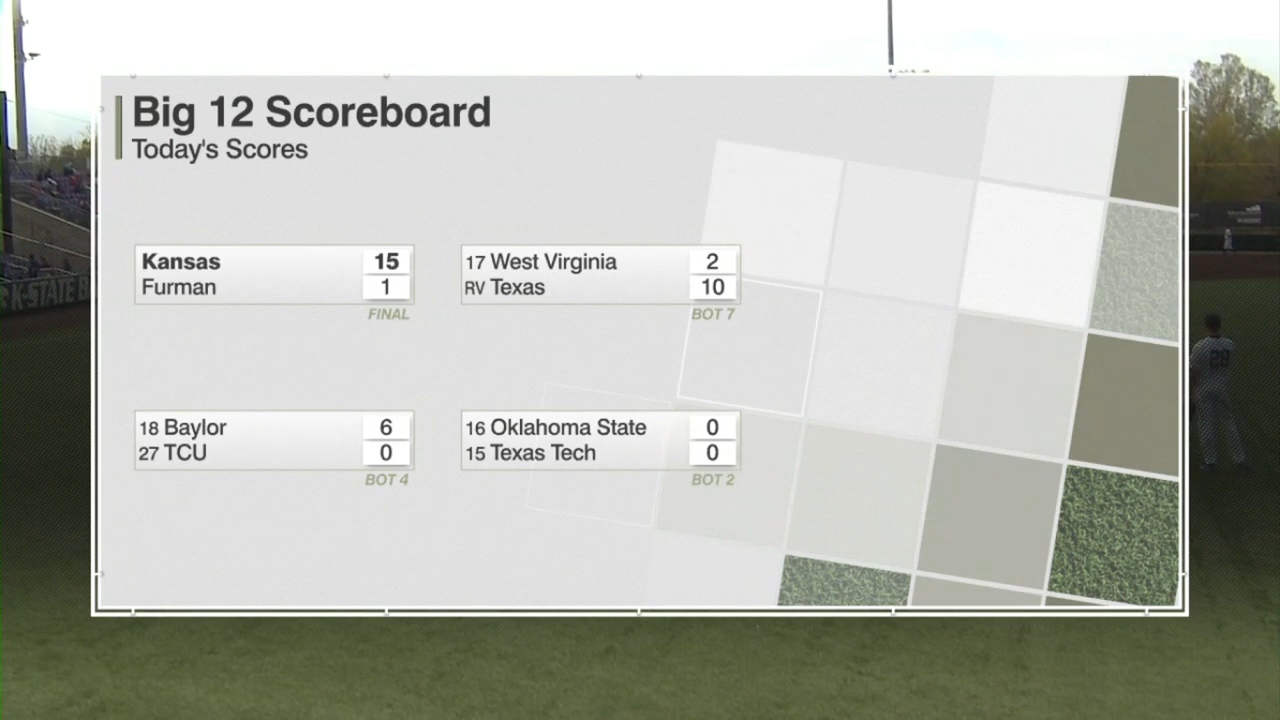 Big 12 Scoreboard
Today's Scores
Kansas 15
Furman 1
FINAL
17 West Virginia 2
RV Texas 10
BOT 7
18 Baylor 6
27 TCU 0
BOT 4
16 Oklahoma State 0
15 Texas Tech 0
BOT 2
K-STATE B
28